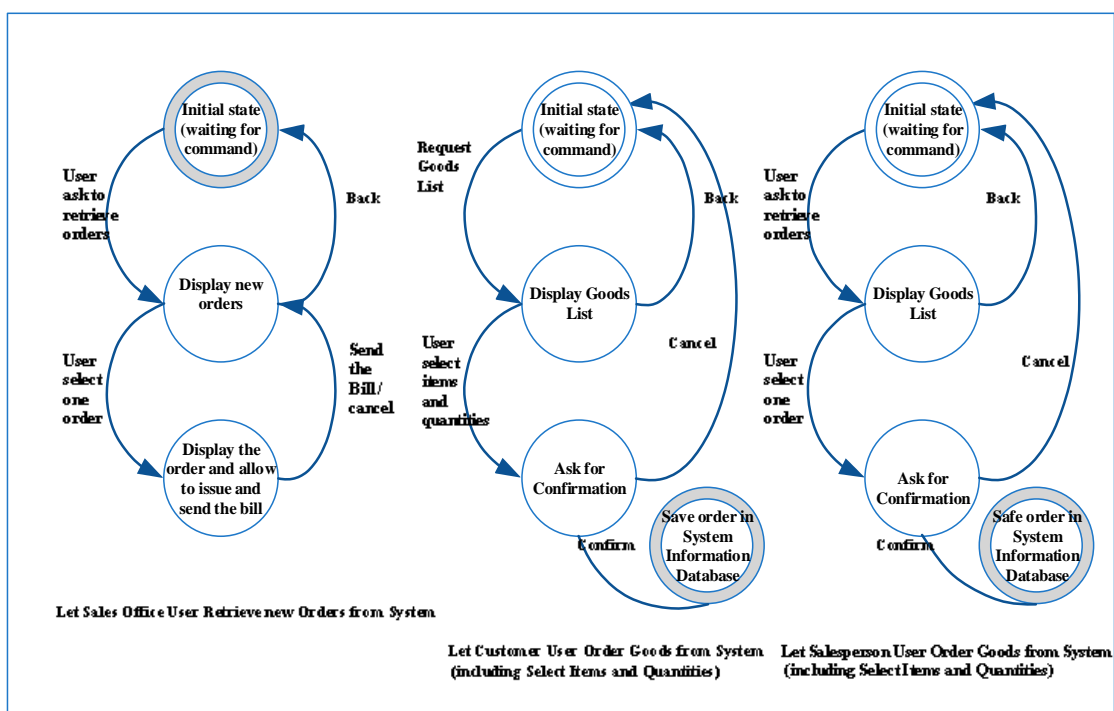 Initial state
(waiting for
command)
User
ask to
retrieve
orders
Back
Display new
orders
User
select
one
order
Send
the
Bill/
cancel
Display the
order and allow
to issue and
send the bill
Let Sales Office User Retrieve new Orders from System
Initial state
(waiting for
command)
Request
Goods
List
Back
Display Goods
List
User
select
items
and
quantities
Cancel
Ask for
Confirmation
Confirm
Save order in
System
Information
Database
Let Customer User Order Goods from System
(including Select Items and Quantities)
Initial state
(waiting for
command)
User
ask to
retrieve
orders
Back
Display Goods
List
User
select
one
order
Cancel
Ask for
Confirmation
Confirm
Safe order in
System
Information
Database
Let Salesperson User Order Goods from System
(including Select Items and Quantities)